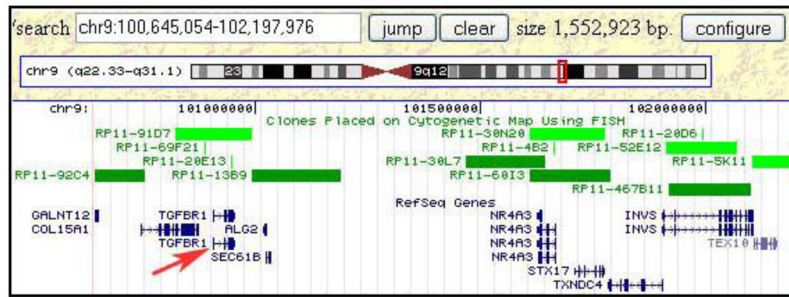 /search chr9:100,645,054-102,197,976 jump clear size 1,552,923 bp. configure
chr9 (q22.33-q31.1) 23 9q12
chr9: 101000000 101500000 102000000
Clones Placed on Cytogenetic Map Using FISH
RP11-91D7 RP11-30N20 RP11-20D6
RP11-69F21 RP11-4B2 RP11-52E12
RP11-20E13 RP11-30L7 RP11-5K11
RP11-92C4 RP11-13B9 RP11-60I3
RP11-467B11
RefSeq Genes
GALNT12 TGFBR1 NR4A3 INVS
COL15A1 ALG2 NR4A3 INVS
TGFBR1 NR4A3 TEX10
SEC61B NR4A3
STX17
TXNDC4